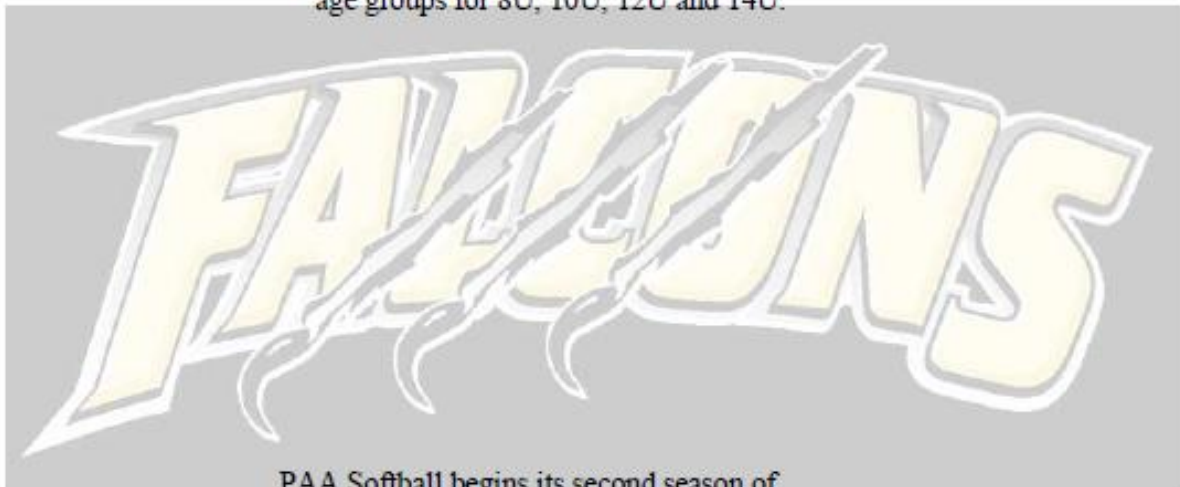 age groups for 8U, 10U, 12U and 14U.
FALCONS
PAA Softball begins its second season of